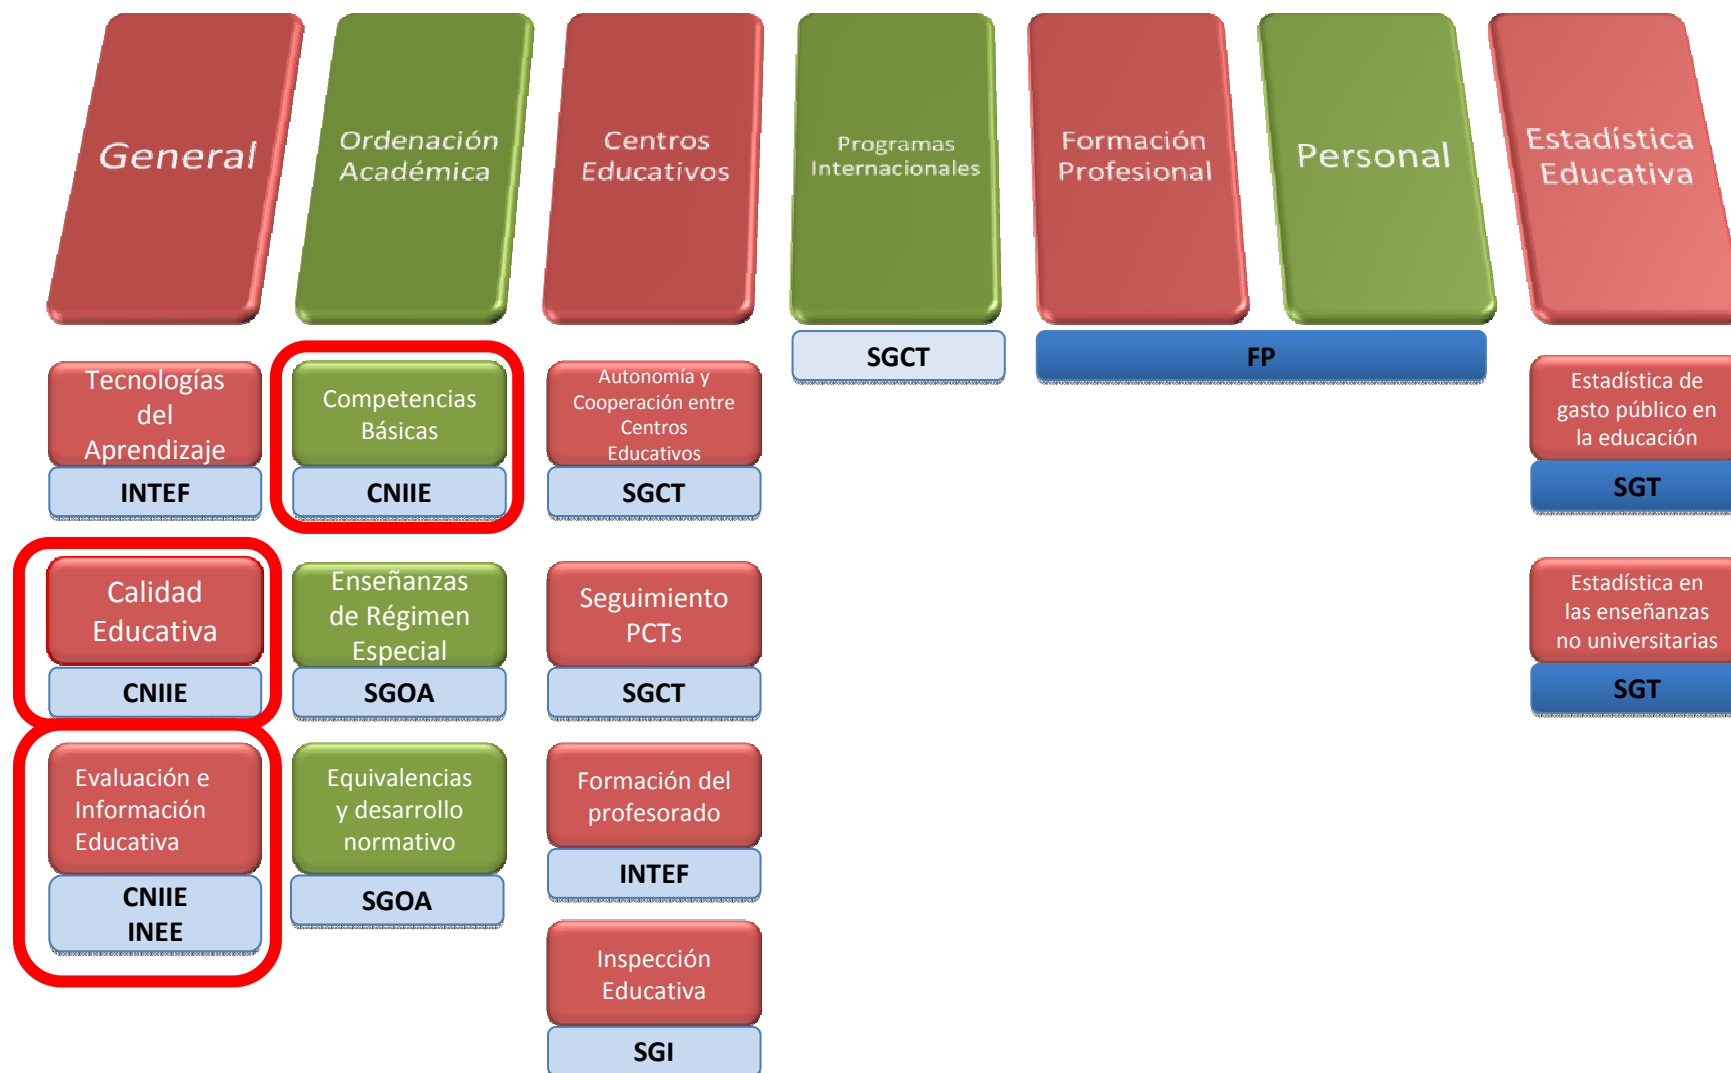 General
Ordenación
Académica
Centros
Educativos
Programas
Internacionales
Formación
Profesional
Personal
Estadística
Educativa
SGCT
FP
Tecnologías
del
Aprendizaje
INTEF
Competencias
Básicas
CNIIE
Autonomía y
Cooperación entre
Centros
Educativos
SGCT
Estadística de
gasto público en
la educación
SGT
Calidad
Educativa
CNIIE
Enseñanzas
de Régimen
Especial
SGOA
Seguimiento
PCTs
SGCT
Estadística en
las enseñanzas
no universitarias
SGT
Evaluación e
Información
Educativa
CNIIE
INEE
Equivalencias
y desarrollo
normativo
SGOA
Formación del
profesorado
INTEF
Inspección
Educativa
SGI